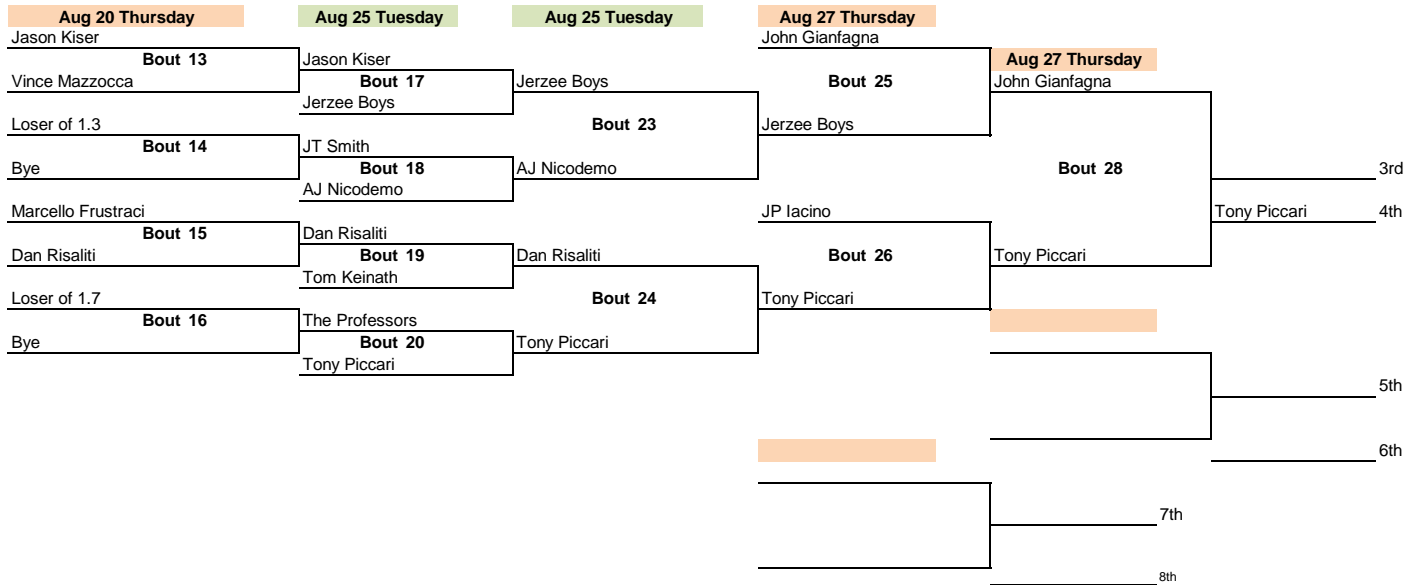 Aug 20 Thursday
Aug 25 Tuesday
Aug 25 Tuesday
Aug 27 Thursday
Jason Kiser
John Gianfagna
Bout 13
Jason Kiser
Aug 27 Thursday
Vince Mazzocca
Bout 17
Jerzee Boys
Bout 25
John Gianfagna
Jerzee Boys
Loser of 1.3
Bout 23
Jerzee Boys
Bout 14
JT Smith
Bye
Bout 18
AJ Nicodemo
Bout 28
3rd
AJ Nicodemo
Marcello Frustraci
JP Iacino
Tony Piccari
4th
Bout 15
Dan Risaliti
Dan Risaliti
Bout 19
Dan Risaliti
Bout 26
Tony Piccari
Tom Keinath
Loser of 1.7
Bout 24
Tony Piccari
Bout 16
The Professors
Bye
Bout 20
Tony Piccari
Tony Piccari
5th
6th
7th
8th